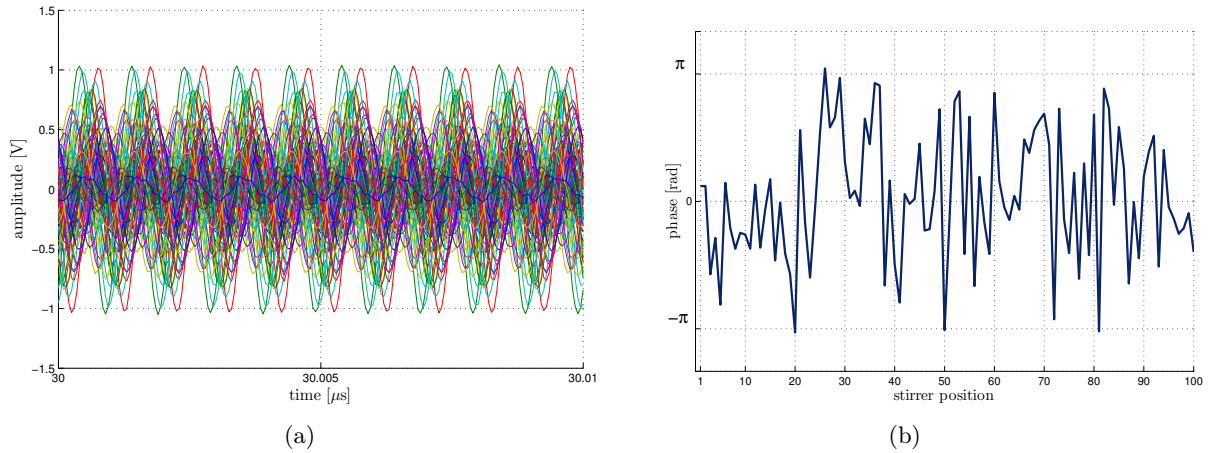 1.5
1
0.5
0
−0.5
−1
−1.5
amplitude [V]
30
30.005
30.01
time [μs]
(a)
π
0
−π
phase [rad]
1
10
20
30
40
50
60
70
80
90
100
stirrer position
(b)